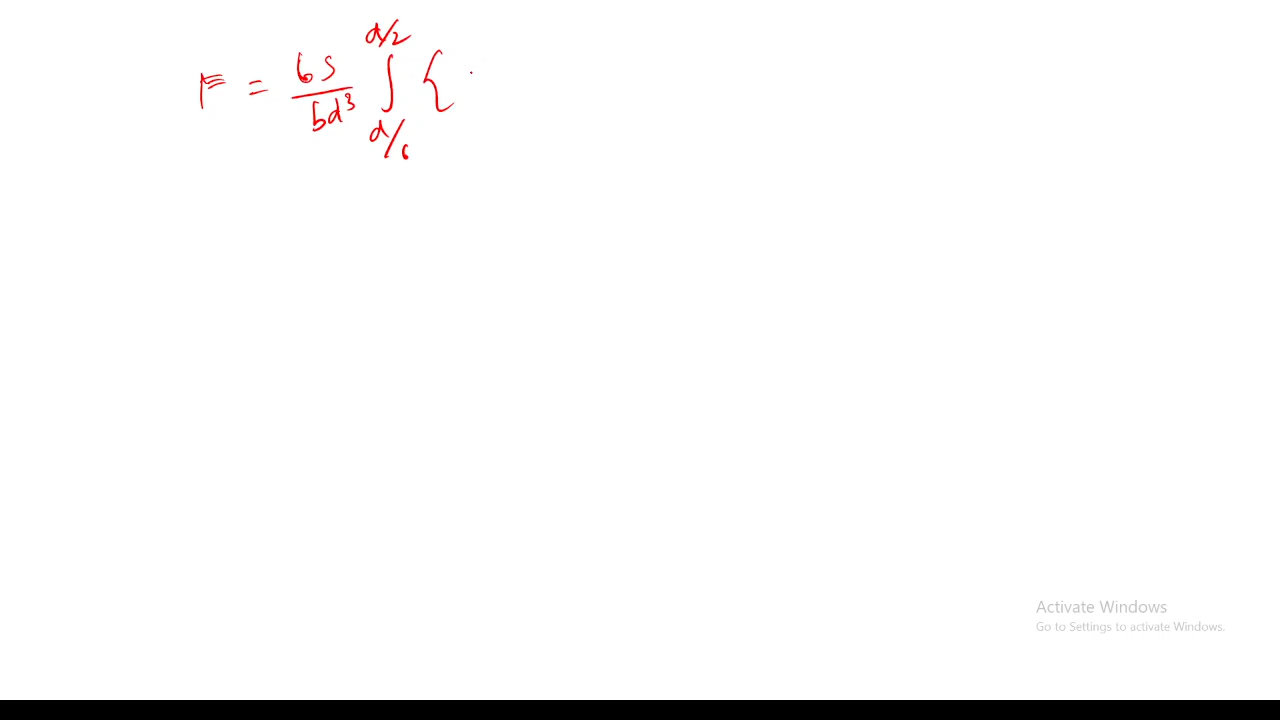 F = 6s/bd³ ∫_{d/6}^{d/2} {
Activate Windows
Go to Settings to activate Windows.